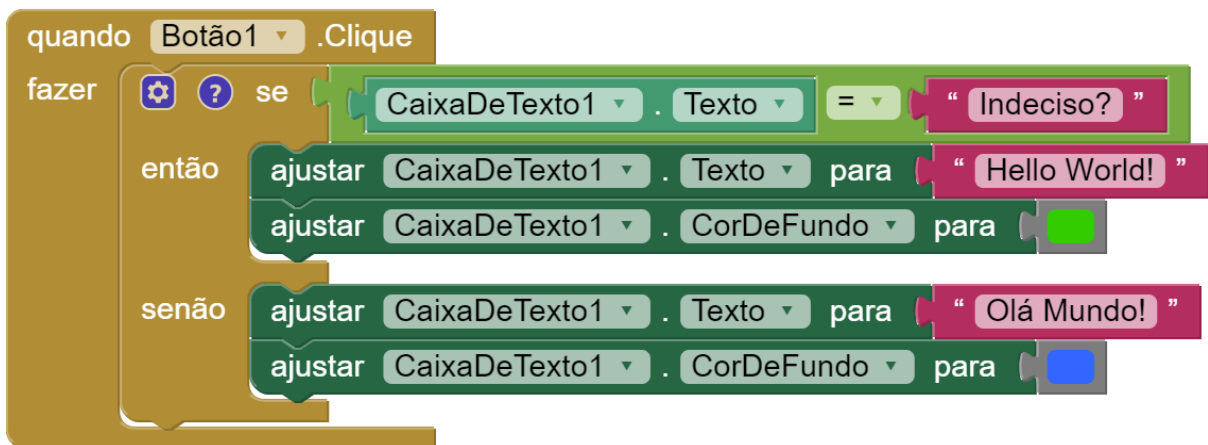 quando Botão1 .Clique
fazer ? se CaixaDeTexto1 . Texto = “ Indeciso? ”
então ajustar CaixaDeTexto1 . Texto para “ Hello World! ”
ajustar CaixaDeTexto1 . CorDeFundo para
senão ajustar CaixaDeTexto1 . Texto para “ Olá Mundo! ”
ajustar CaixaDeTexto1 . CorDeFundo para